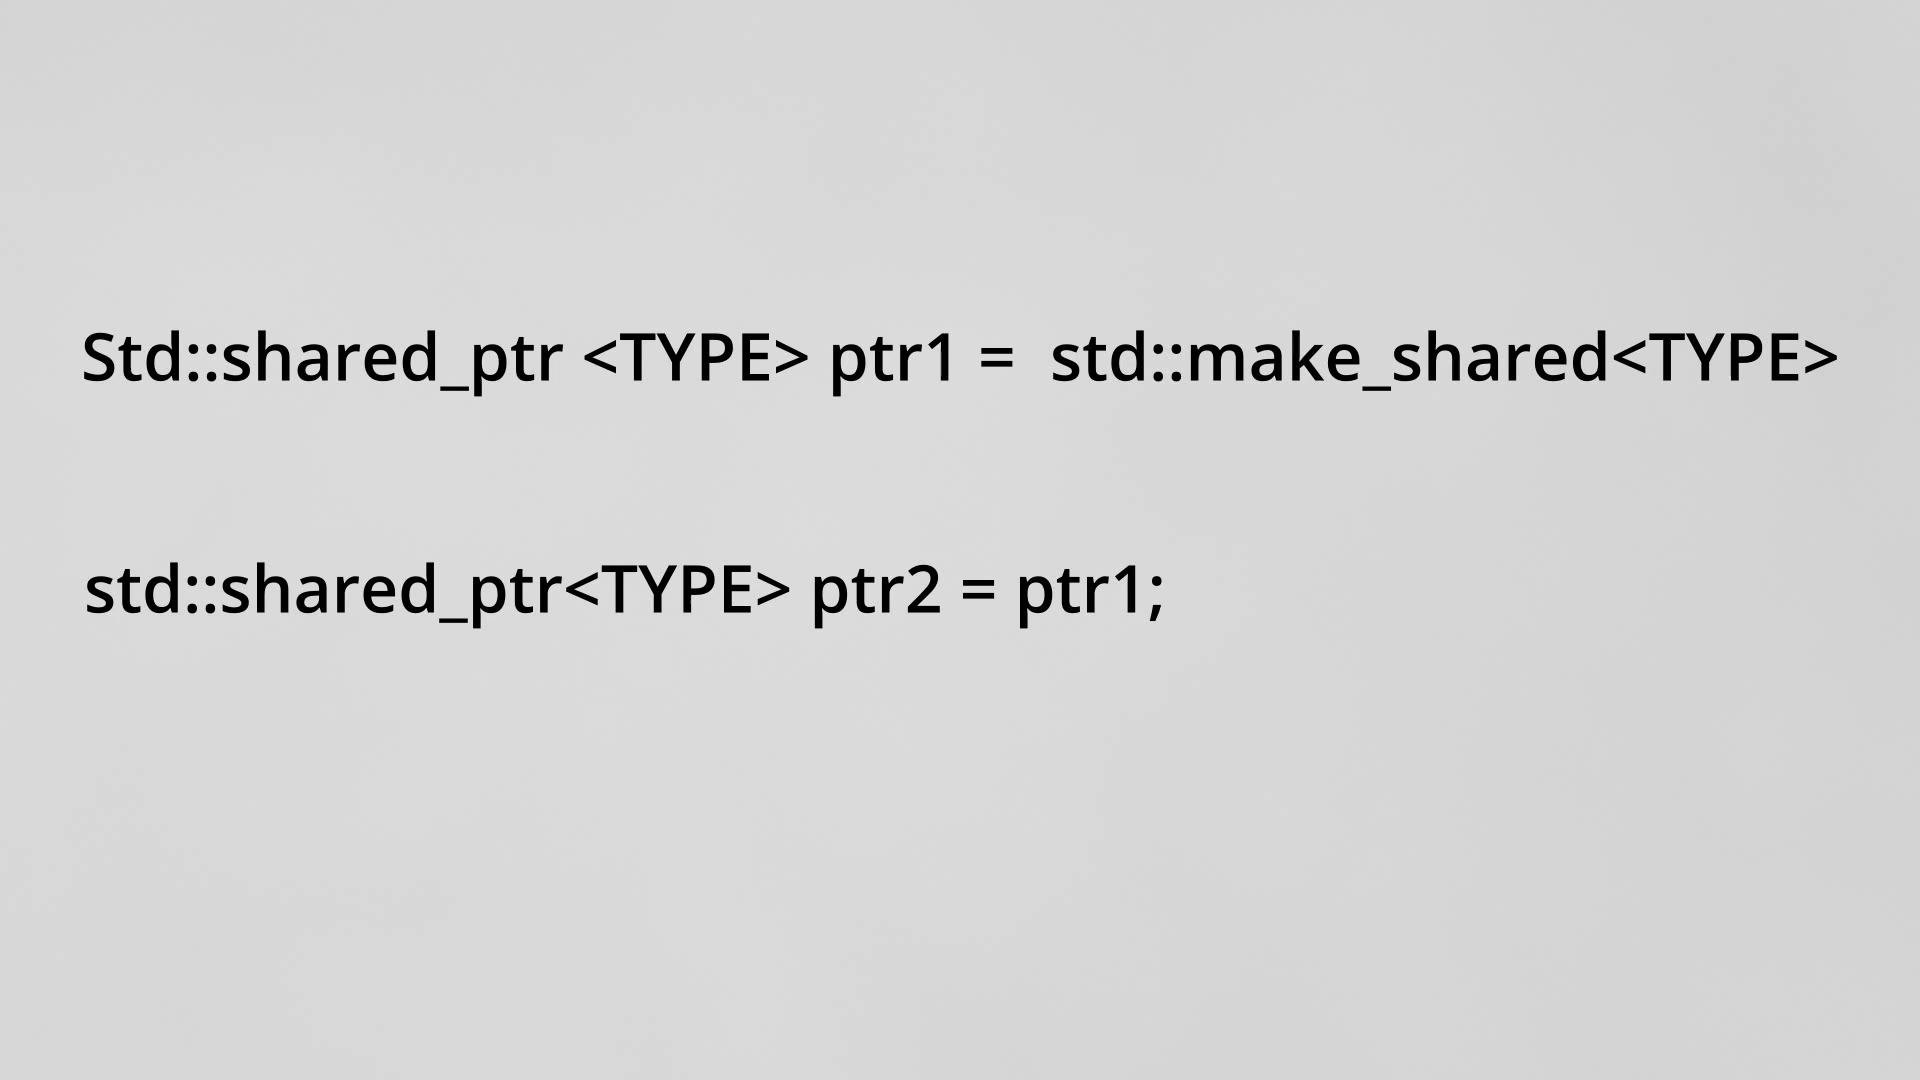 Std::shared_ptr <TYPE> ptr1 =  std::make_shared<TYPE>
std::shared_ptr<TYPE> ptr2 = ptr1;